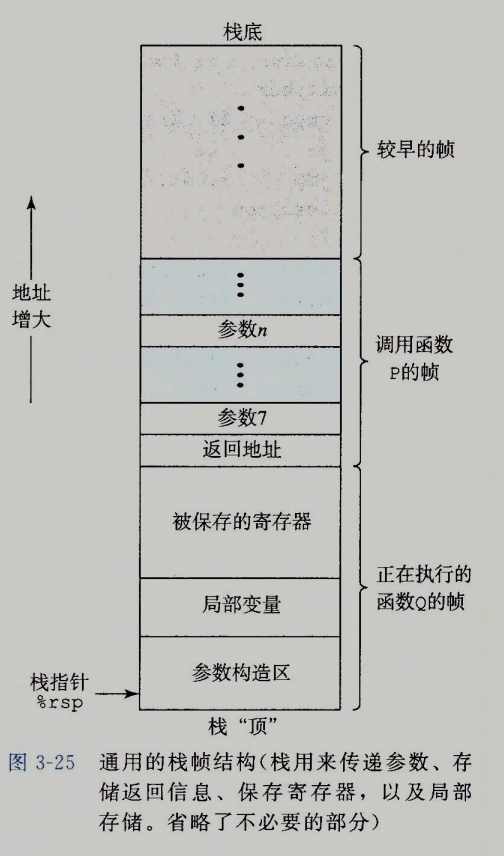 栈底
较早的帧
地址
增大
参数n
调用函数
P的帧
参数7
返回地址
被保存的寄存器
正在执行的
函数Q的帧
局部变量
参数构造区
栈指针
%rsp
栈“顶”
图 3-25 通用的栈帧结构(栈用来传递参数、存
储返回信息、保存寄存器，以及局部
存储。省略了不必要的部分)